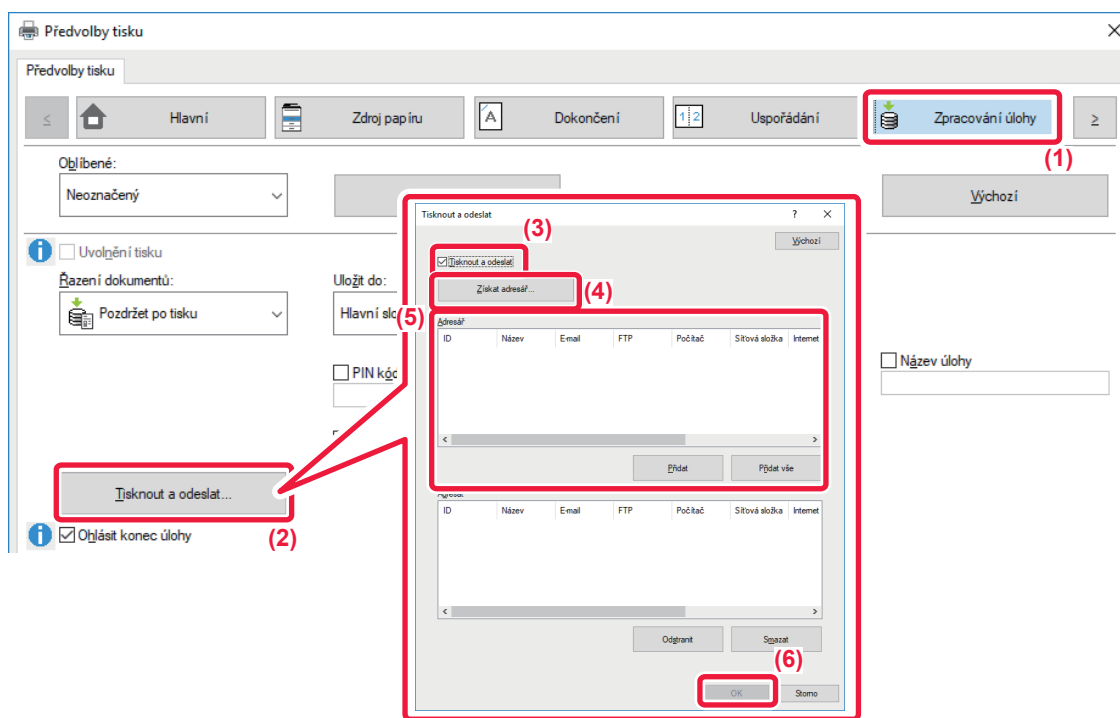 Předvolby tisku
Předvolby tisku
< Hlavní Zdroj papíru Dokončení Uspořádání Zpracování úlohy >
(1)
Oblíbené:
Neoznačený
Výchozí
Uvolnění tisku
Řazení dokumentů:
Pozdržet po tisku
Uložit do:
Hlavní slo
PIN kód
Název úlohy
Tisknout a odeslat...
(2)
Ohlásit konec úlohy
Tisknout a odeslat ? ×
(3)
Výchozí
Tisknout a odeslat
Získat adresář...
(4)
(5)
Adresář
ID Název E-mail FTP Počítač Síťová složka Internet
Přidat Přidat vše
Adresát
ID Název E-mail FTP Počítač Síťová složka Internet
Odstranit Smazat
(6)
OK Storno